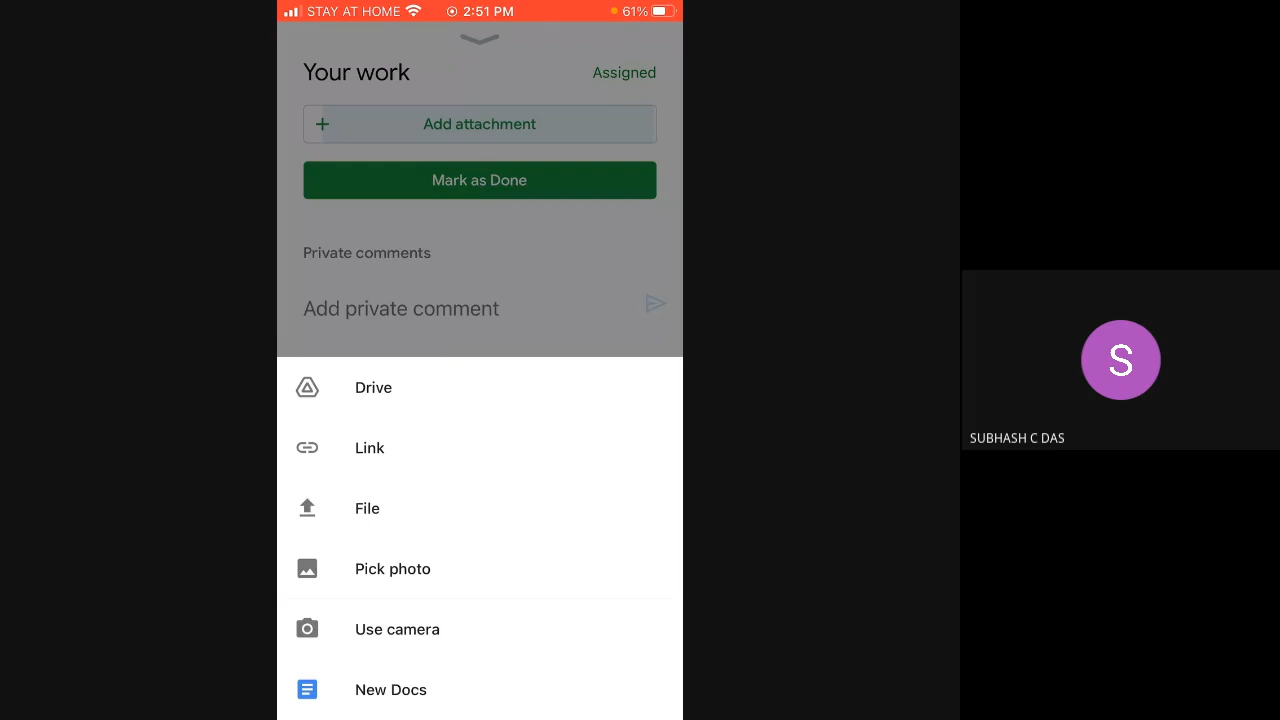 STAY AT HOME 2:51 PM 61%
Your work Assigned
+ Add attachment
Mark as Done
Private comments
Add private comment
Drive
Link
File
Pick photo
Use camera
New Docs
S
SUBHASH C DAS